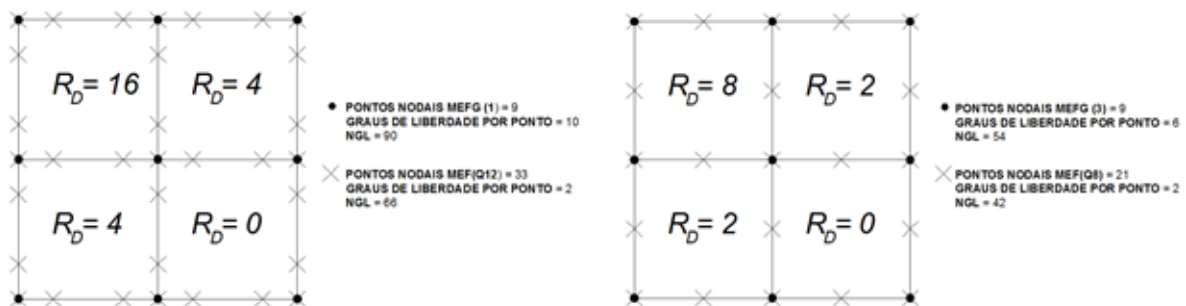 R_D= 16
R_D= 4
R_D= 4
R_D= 0
PONTOS NODAIS MEFG (1) = 9
GRAUS DE LIBERDADE POR PONTO = 10
NGL = 90
PONTOS NODAIS MEF(Q12) = 33
GRAUS DE LIBERDADE POR PONTO = 2
NGL = 66
R_D= 8
R_D= 2
R_D= 2
R_D= 0
PONTOS NODAIS MEFG (3) = 9
GRAUS DE LIBERDADE POR PONTO = 6
NGL = 54
PONTOS NODAIS MEF(Q8) = 21
GRAUS DE LIBERDADE POR PONTO = 2
NGL = 42